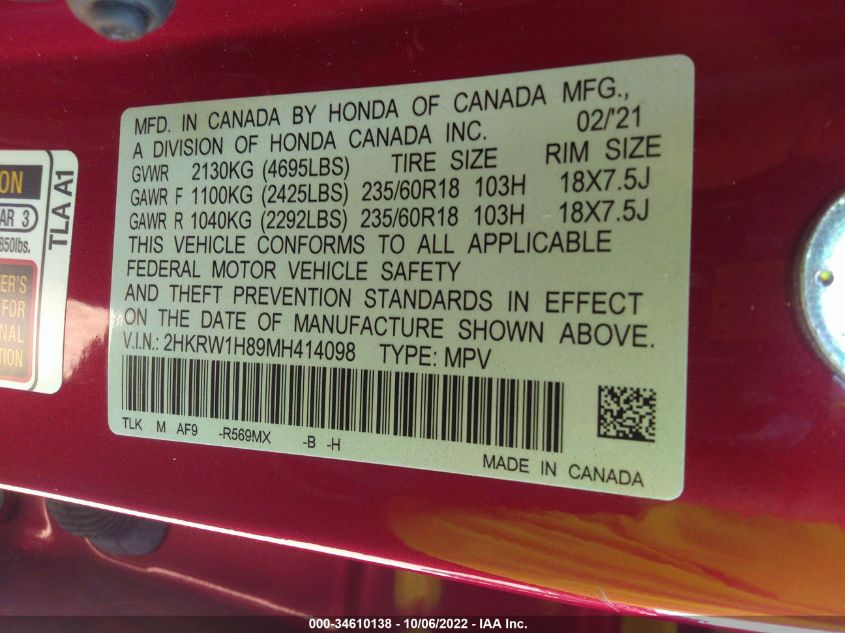 MFD. IN CANADA BY HONDA OF CANADA MFG.,
A DIVISION OF HONDA CANADA INC. 02/'21
GVWR 2130KG (4695LBS) TIRE SIZE RIM SIZE
GAWR F 1100KG (2425LBS) 235/60R18 103H 18X7.5J
GAWR R 1040KG (2292LBS) 235/60R18 103H 18X7.5J
THIS VEHICLE CONFORMS TO ALL APPLICABLE
FEDERAL MOTOR VEHICLE SAFETY
AND THEFT PREVENTION STANDARDS IN EFFECT
ON THE DATE OF MANUFACTURE SHOWN ABOVE.
V.I.N.: 2HKRW1H89MH414098 TYPE: MPV
TLK M AF9 -R569MX -B -H
MADE IN CANADA
ON
AR 3
850lbs.
ER'S
FOR
NAL
TION
TLA A1
000-34610138 - 10/06/2022 - IAA Inc.